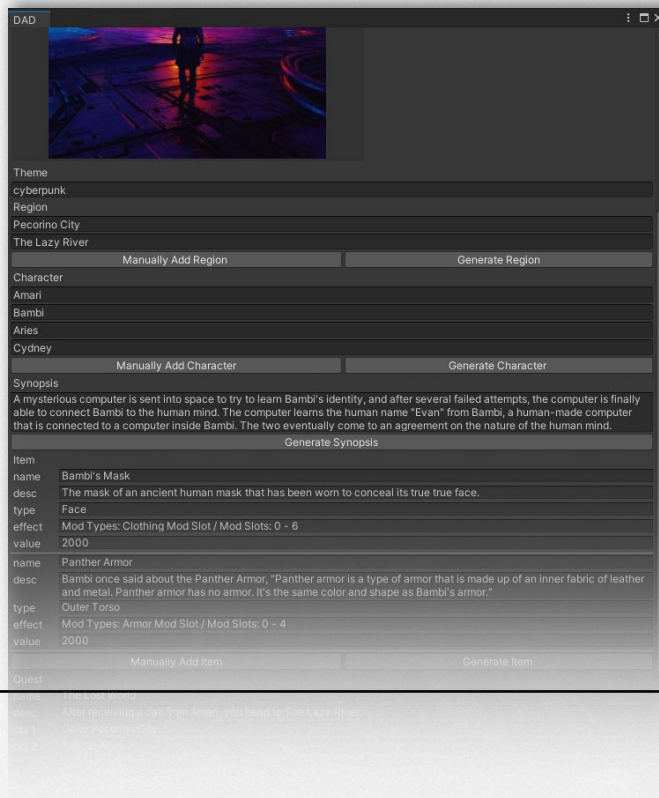 DAD
Theme
cyberpunk
Region
Pecorino City
The Lazy River
Manually Add Region Generate Region
Character
Amari
Bambi
Aries
Cydney
Manually Add Character Generate Character
Synopsis
A mysterious computer is sent into space to try to learn Bambi's identity, and after several failed attempts, the computer is finally
able to connect Bambi to the human mind. The computer learns the human name "Evan" from Bambi, a human-made computer
that is connected to a computer inside Bambi. The two eventually come to an agreement on the nature of the human mind.
Generate Synopsis
Item
name Bambi's Mask
desc The mask of an ancient human mask that has been worn to conceal its true true face.
type Face
effect Mod Types: Clothing Mod Slot / Mod Slots: 0 - 6
value 2000
name Panther Armor
desc Bambi once said about the Panther Armor, "Panther armor is a type of armor that is made up of an inner fabric of leather
and metal. Panther armor has no armor. It's the same color and shape as Bambi's armor."
type Outer Torso
effect Mod Types: Armor Mod Slot / Mod Slots: 0 - 4
value 2000
Manually Add Item Generate Item
Quest
name The Lost World
desc After receiving a call from Amari, you head to The Lazy River.
Go to Pecorino City